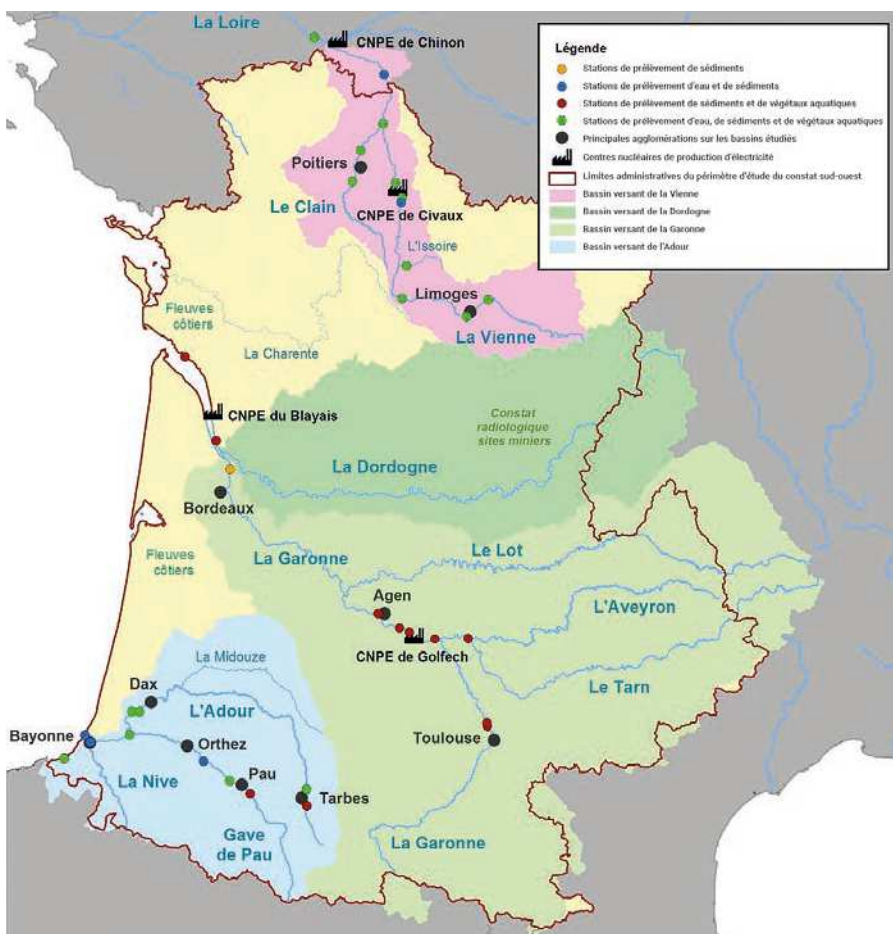 La Loire
CNPE de Chinon
Légende
Stations de prélèvement de sédiments
Stations de prélèvement d'eau et de sédiments
Stations de prélèvement de sédiments et de végétaux aquatiques
Stations de prélèvement d'eau, de sédiments et de végétaux aquatiques
Principales agglomérations sur les bassins étudiés
Centres nucléaires de production d'électricité
Limites administratives du périmètre d'étude du constat sud-ouest
Bassin versant de la Vienne
Bassin versant de la Dordogne
Bassin versant de la Garonne
Bassin versant de l'Adour
Poitiers
Le Clain
CNPE de Civaux
L'Issoire
Limoges
La Vienne
Fleuves
côtiers
La Charente
CNPE du Blayais
Constat
radiologique
sites miniers
La Dordogne
Bordeaux
Fleuves
côtiers
La Garonne
Le Lot
Agen
L'Aveyron
CNPE de Golfech
Le Tarn
La Midouze
Dax
L'Adour
Bayonne
Orthez
Toulouse
La Nive
Pau
Tarbes
Gave
de Pau
La Garonne